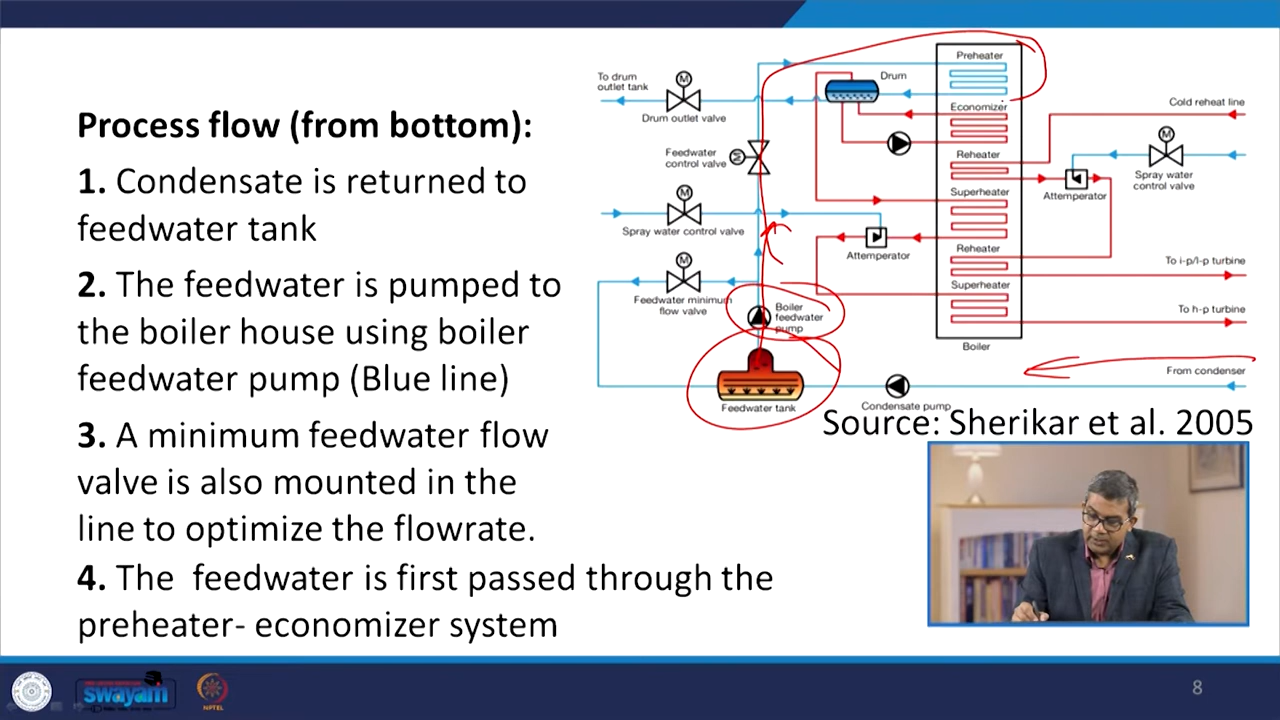 Process flow (from bottom):
1. Condensate is returned to
feedwater tank
2. The feedwater is pumped to
the boiler house using boiler
feedwater pump (Blue line)
3. A minimum feedwater flow
valve is also mounted in the
line to optimize the flowrate.
4. The feedwater is first passed through the
preheater- economizer system
To drum
outlet tank
M
Drum outlet valve
Drum
Preheater
Economizer
Cold reheat line
M
Feedwater
control valve
M
Reheater
Spray water
control valve
Attemperator
M
Spray water control valve
Superheater
Attemperator
Reheater
To i-p/l-p turbine
M
Feedwater minimum
flow valve
Superheater
Boiler
feedwater
pump
To h-p turbine
Boiler
From condenser
Feedwater tank
Condensate pump
Source: Sherikar et al. 2005
swayam
NPTEL
8